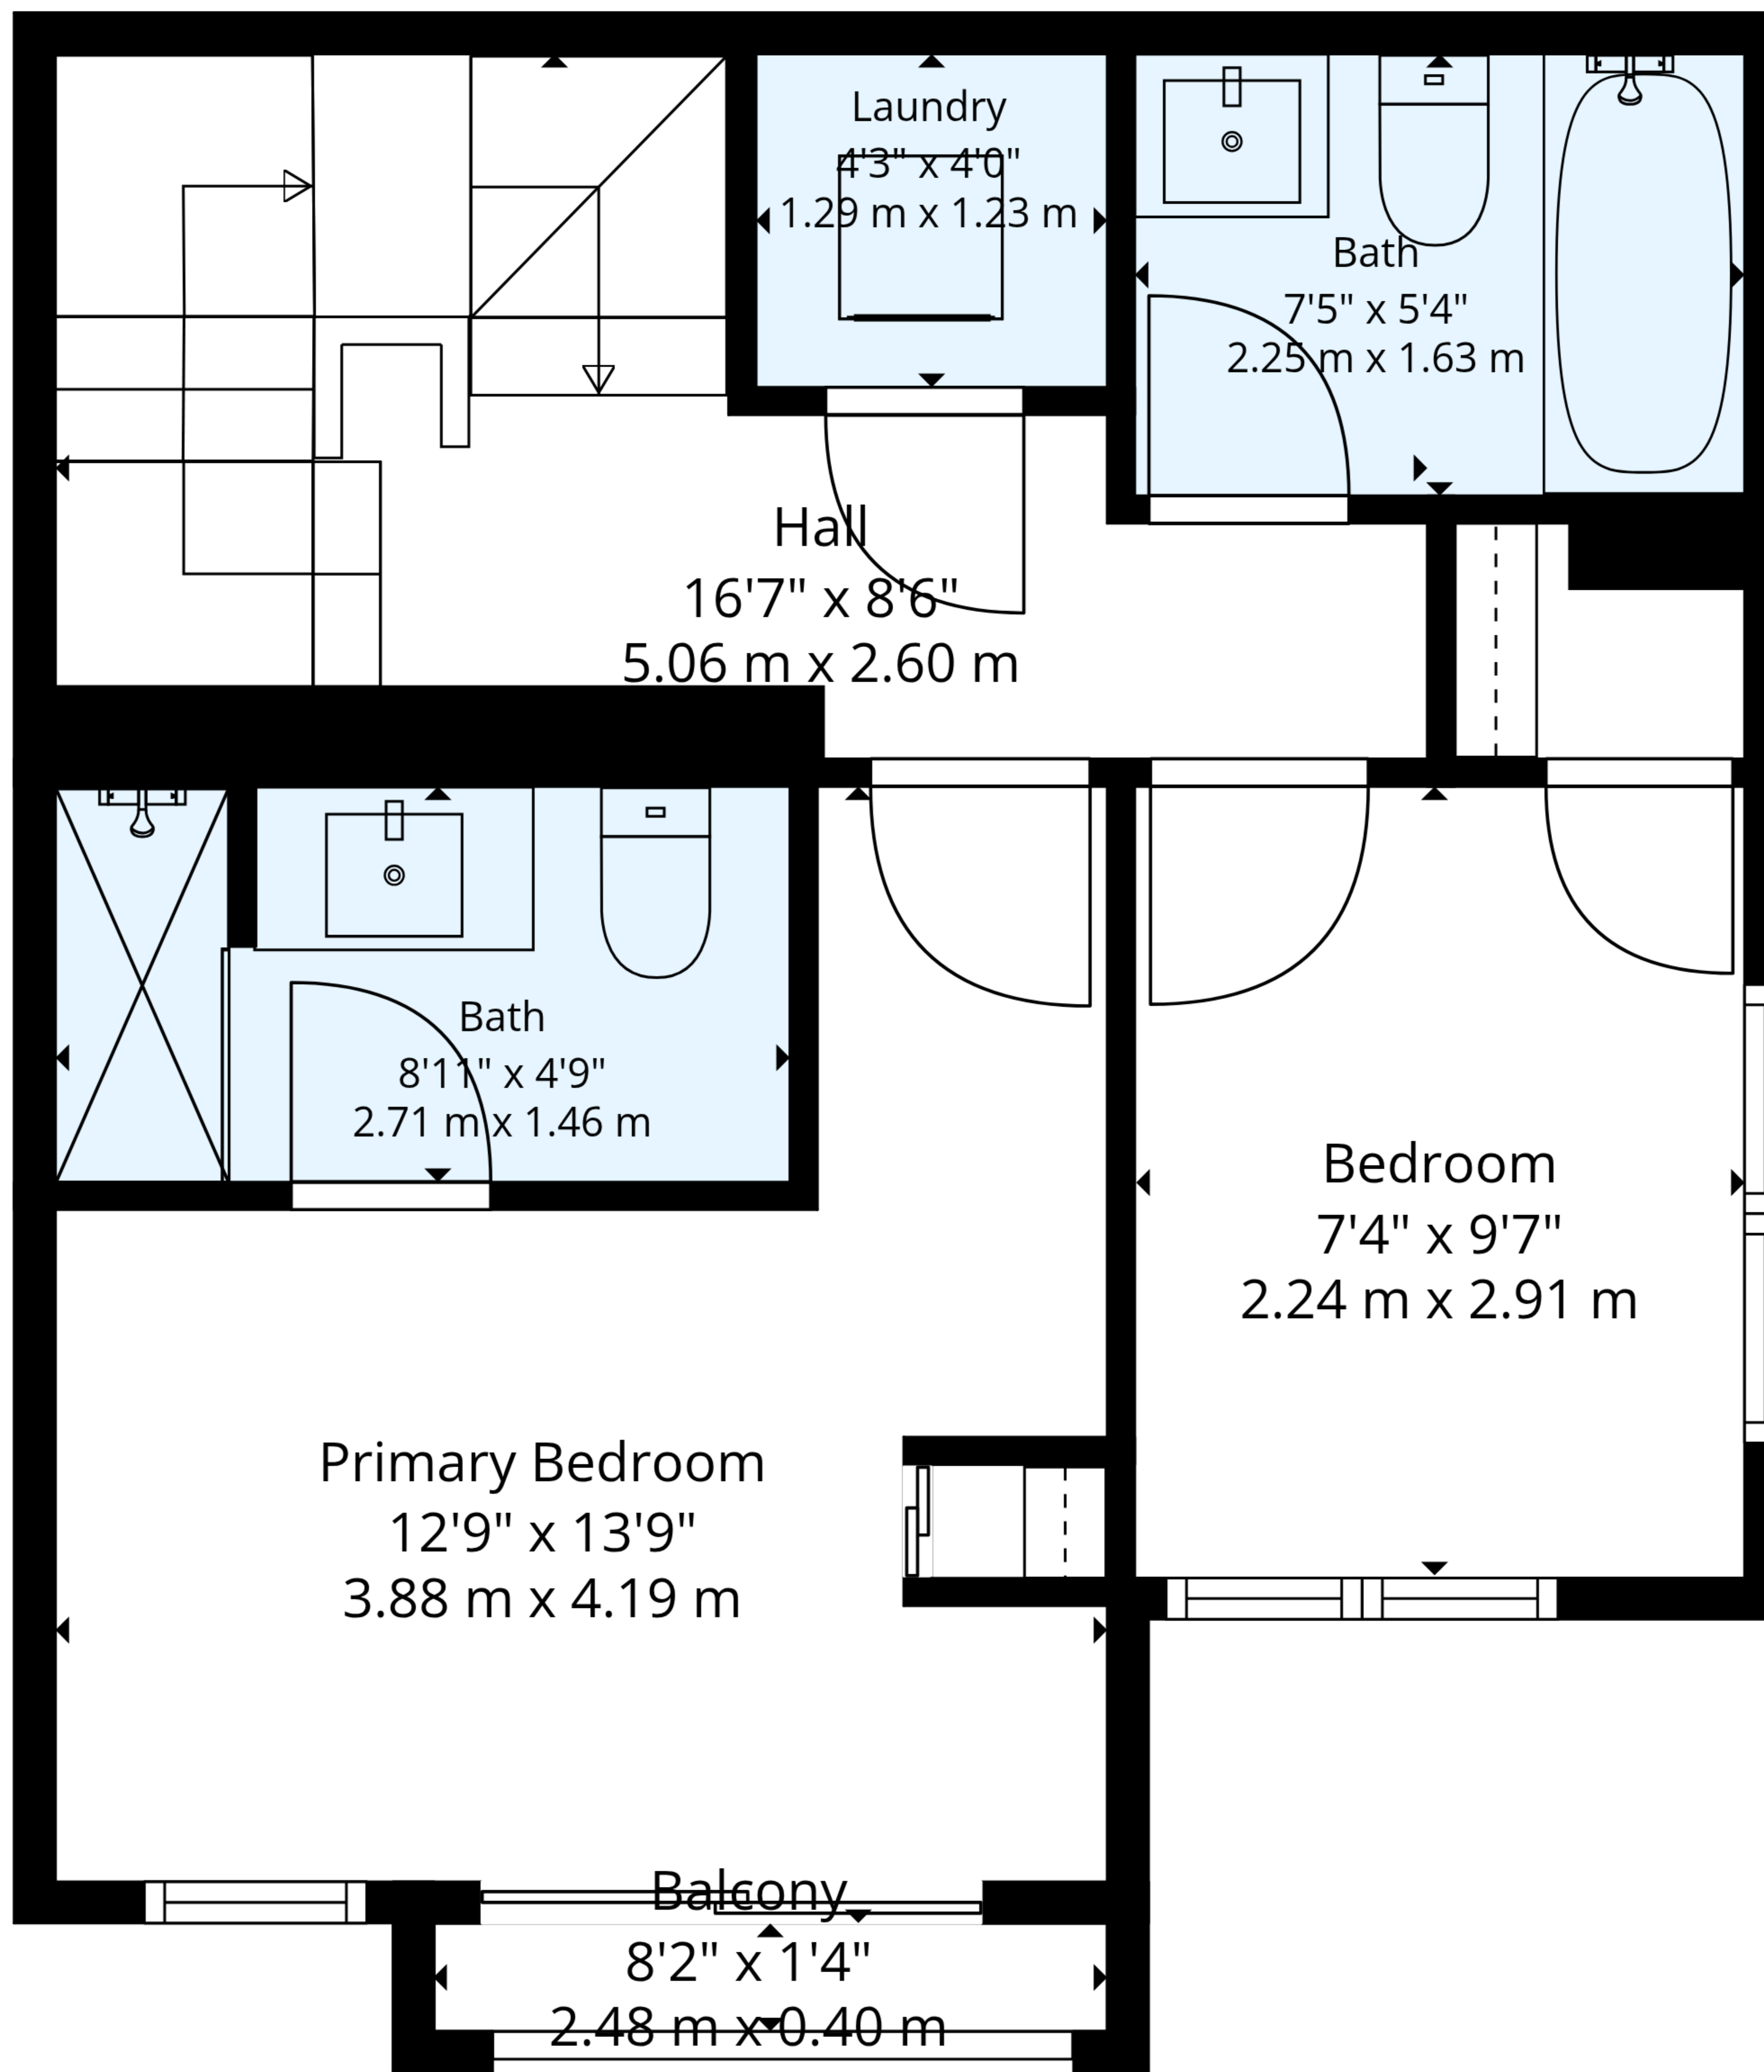 Laundry
4'3" x 4'0"
1.29 m x 1.23 m
Bath
7'5" x 5'4"
2.25 m x 1.63 m
Hall
16'7" x 8'6"
5.06 m x 2.60 m
Bath
8'11" x 4'9"
2.71 m x 1.46 m
Bedroom
7'4" x 9'7"
2.24 m x 2.91 m
Primary Bedroom
12'9" x 13'9"
3.88 m x 4.19 m
Balcony
8'2" x 1'4"
2.48 m x 0.40 m